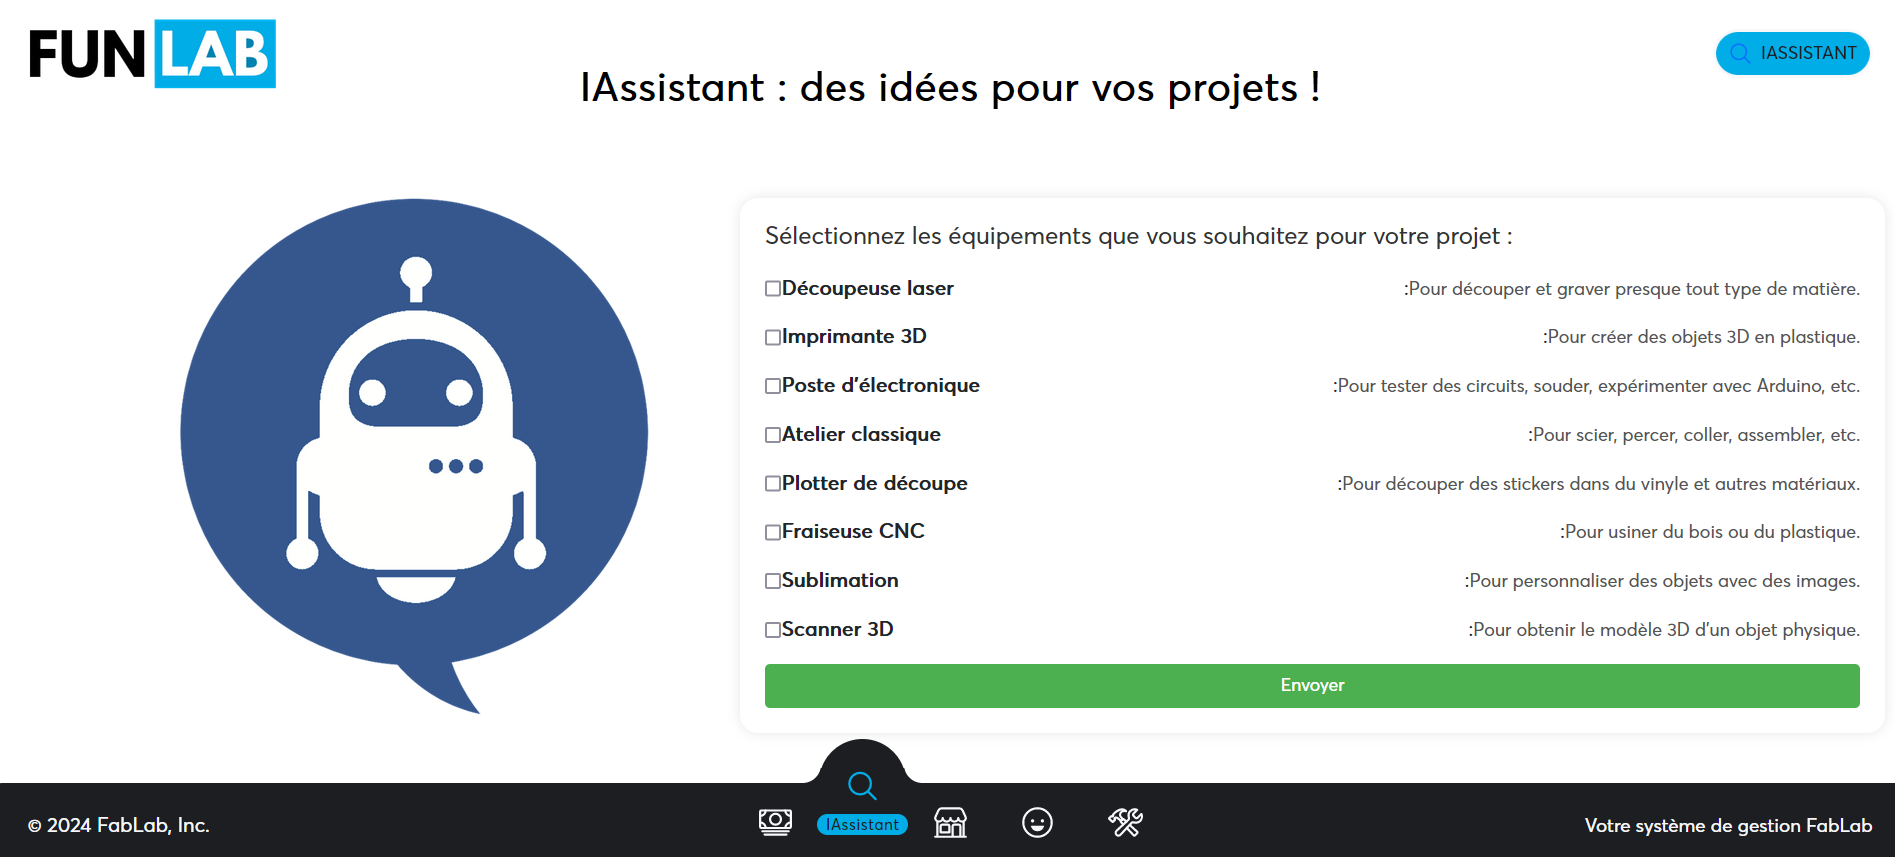 FUN LAB
IASSISTANT
IAssistant : des idées pour vos projets !
Sélectionnez les équipements que vous souhaitez pour votre projet :
Découpeuse laser :Pour découper et graver presque tout type de matière.
Imprimante 3D :Pour créer des objets 3D en plastique.
Poste d'électronique :Pour tester des circuits, souder, expérimenter avec Arduino, etc.
Atelier classique :Pour scier, percer, coller, assembler, etc.
Plotter de découpe :Pour découper des stickers dans du vinyle et autres matériaux.
Fraiseuse CNC :Pour usiner du bois ou du plastique.
Sublimation :Pour personnaliser des objets avec des images.
Scanner 3D :Pour obtenir le modèle 3D d'un objet physique.
Envoyer
© 2024 FabLab, Inc.
IAssistant
Votre système de gestion FabLab